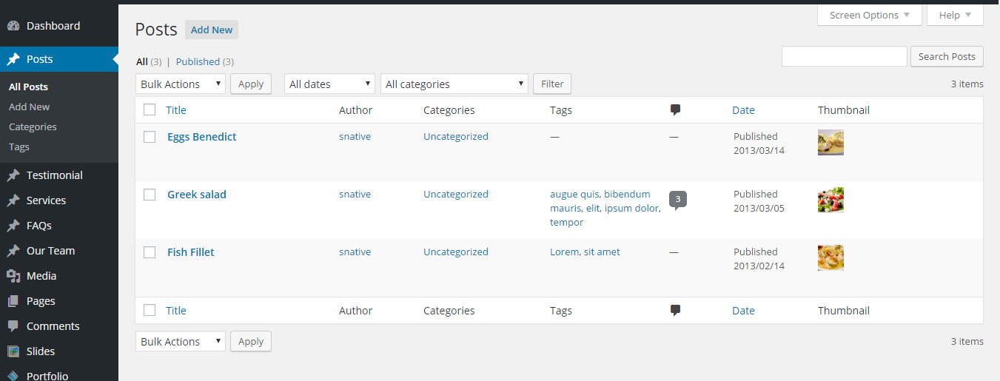 Dashboard
Posts
All Posts
Add New
Categories
Tags
Testimonial
Services
FAQs
Our Team
Media
Pages
Comments
Slides
Portfolio
Screen Options Help
Posts Add New
All (3) | Published (3)
Search Posts
Bulk Actions Apply All dates All categories Filter 3 items
Title Author Categories Tags Date Thumbnail
Eggs Benedict snative Uncategorized — — Published
2013/03/14
Greek salad snative Uncategorized augue quis, bibendum 3 Published
mauris, elit, ipsum dolor, 2013/03/05
tempor
Fish Fillet snative Uncategorized Lorem, sit amet — Published
2013/02/14
Title Author Categories Tags Date Thumbnail
Bulk Actions Apply 3 items